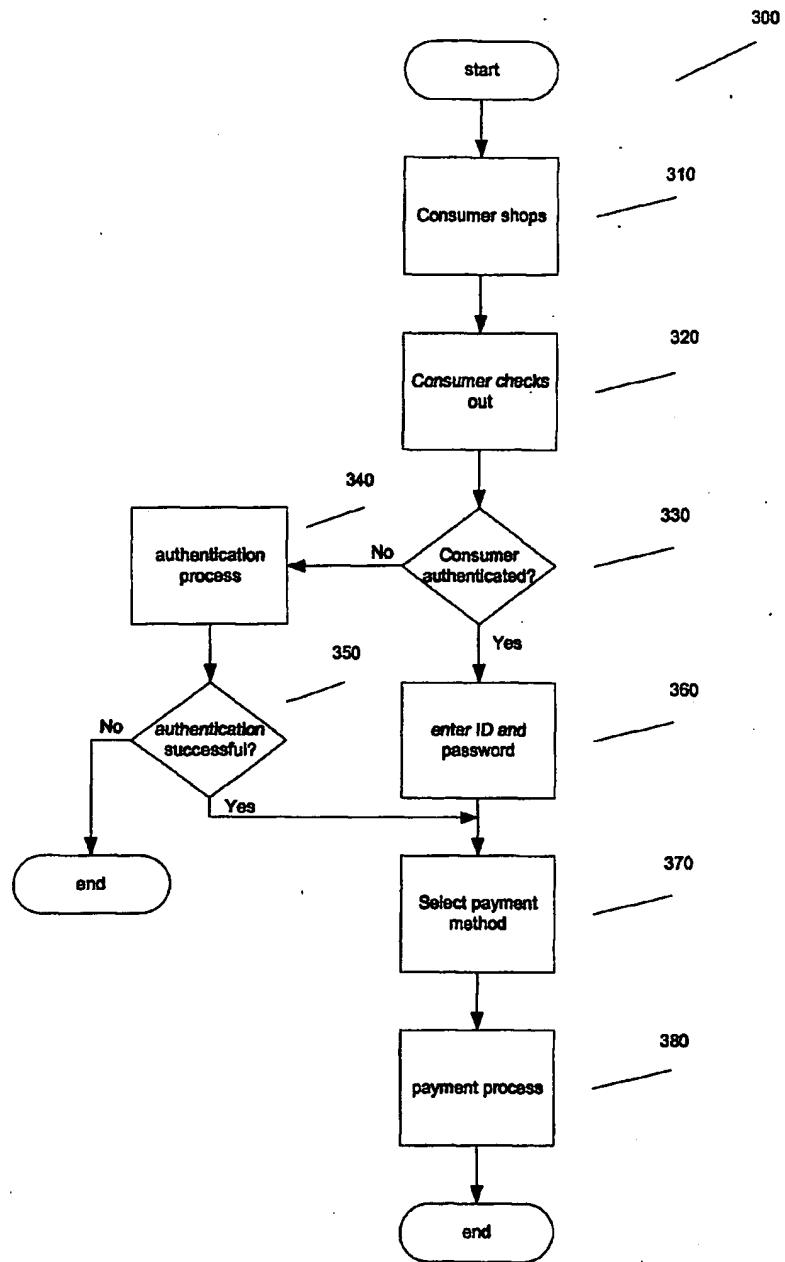 300
start
310
Consumer shops
320
Consumer checks
out
340
330
authentication
process
No
Consumer
authenticated?
Yes
350
360
No
authentication
successful?
enter ID and
password
Yes
end
370
Select payment
method
380
payment process
end